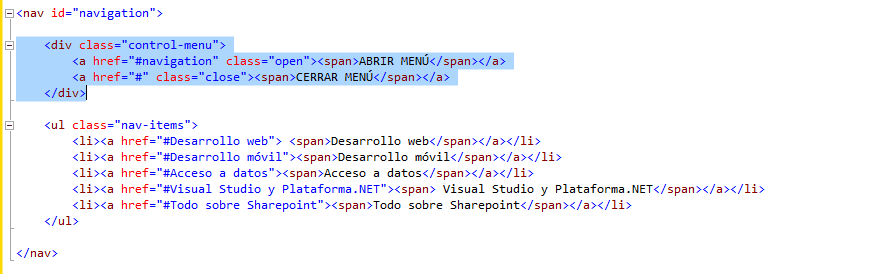 <nav id="navigation">
<div class="control-menu">
<a href="#navigation" class="open"><span>ABRIR MENÚ</span></a>
<a href="#" class="close"><span>CERRAR MENÚ</span></a>
</div>
<ul class="nav-items">
<li><a href="#Desarrollo web"> <span>Desarrollo web</span></a></li>
<li><a href="#Desarrollo móvil"><span>Desarrollo móvil</span></a></li>
<li><a href="#Acceso a datos"><span>Acceso a datos</span></a></li>
<li><a href="#Visual Studio y Plataforma.NET"><span> Visual Studio y Plataforma.NET</span></a></li>
<li><a href="#Todo sobre Sharepoint"><span>Todo sobre Sharepoint</span></a></li>
</ul>
</nav>